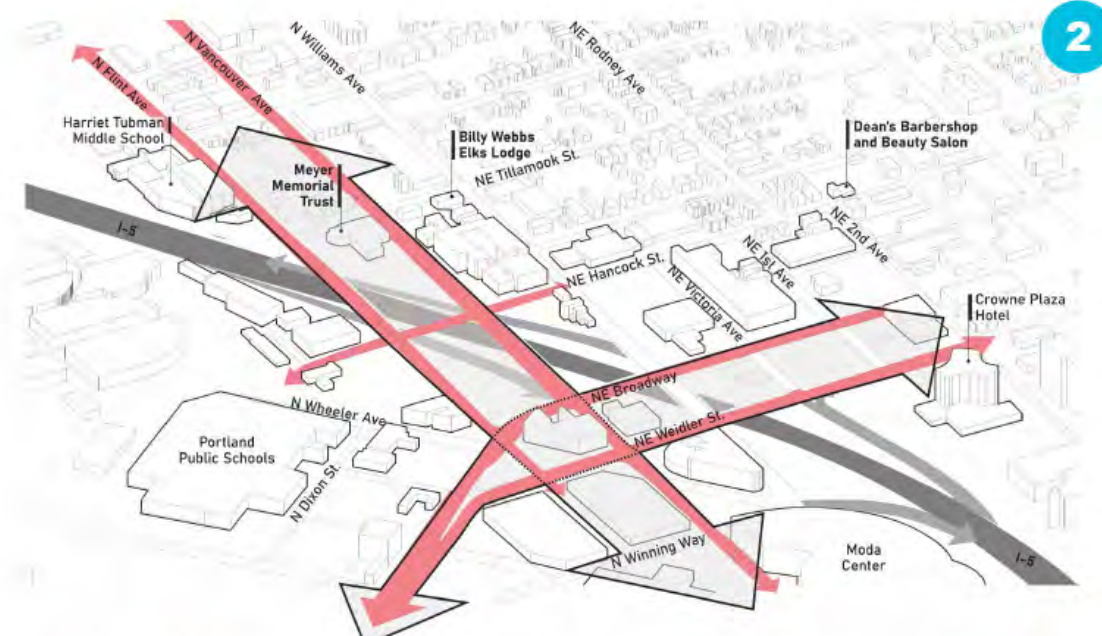 2
N Williams Ave
NE Rodney Ave
N Vancouver Ave
N Flint Ave
Harriet Tubman
Middle School
Billy Webbs
Elks Lodge
Dean's Barbershop
and Beauty Salon
Meyer
Memorial
Trust
NE Tillamook St.
I-5
NE Hancock St.
NE Victoria Ave
NE 1st Ave
NE 2nd Ave
Crowne Plaza
Hotel
NE Broadway
N Wheeler Ave
NE Weidler St.
Portland
Public Schools
N Dixon St.
N Winning Way
Moda
Center
I-5